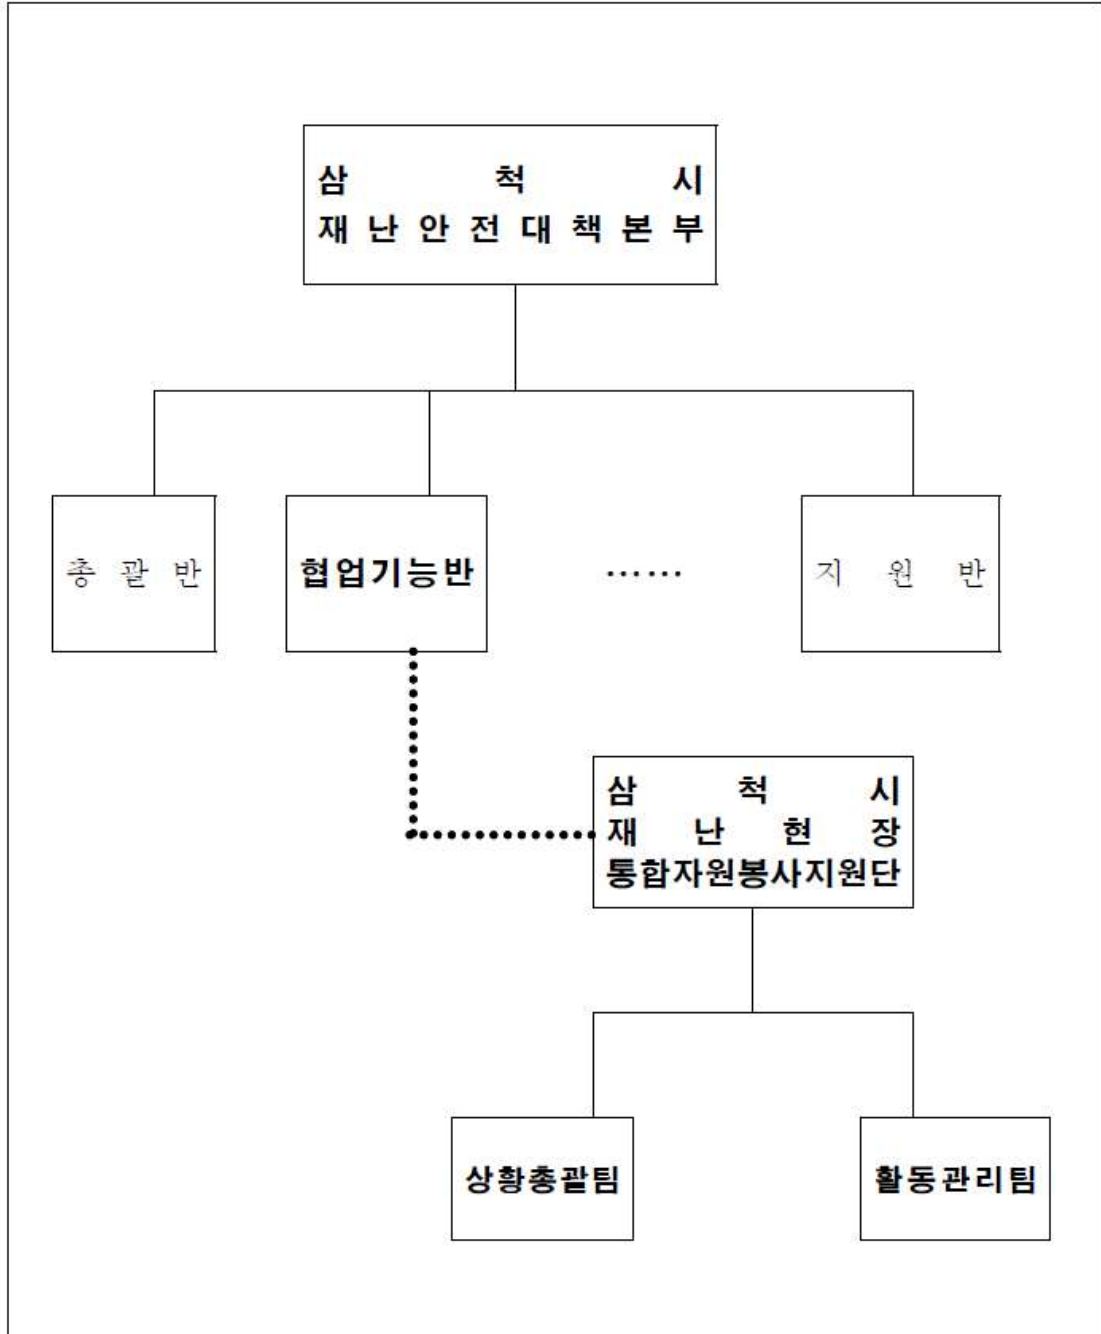 삼 척 시
재 난 안 전 대 책 본 부
총 괄 반
협업기능반
……
지 원 반
삼 척 시
재 난 현 장
통합자원봉사지원단
상황총괄팀
활동관리팀